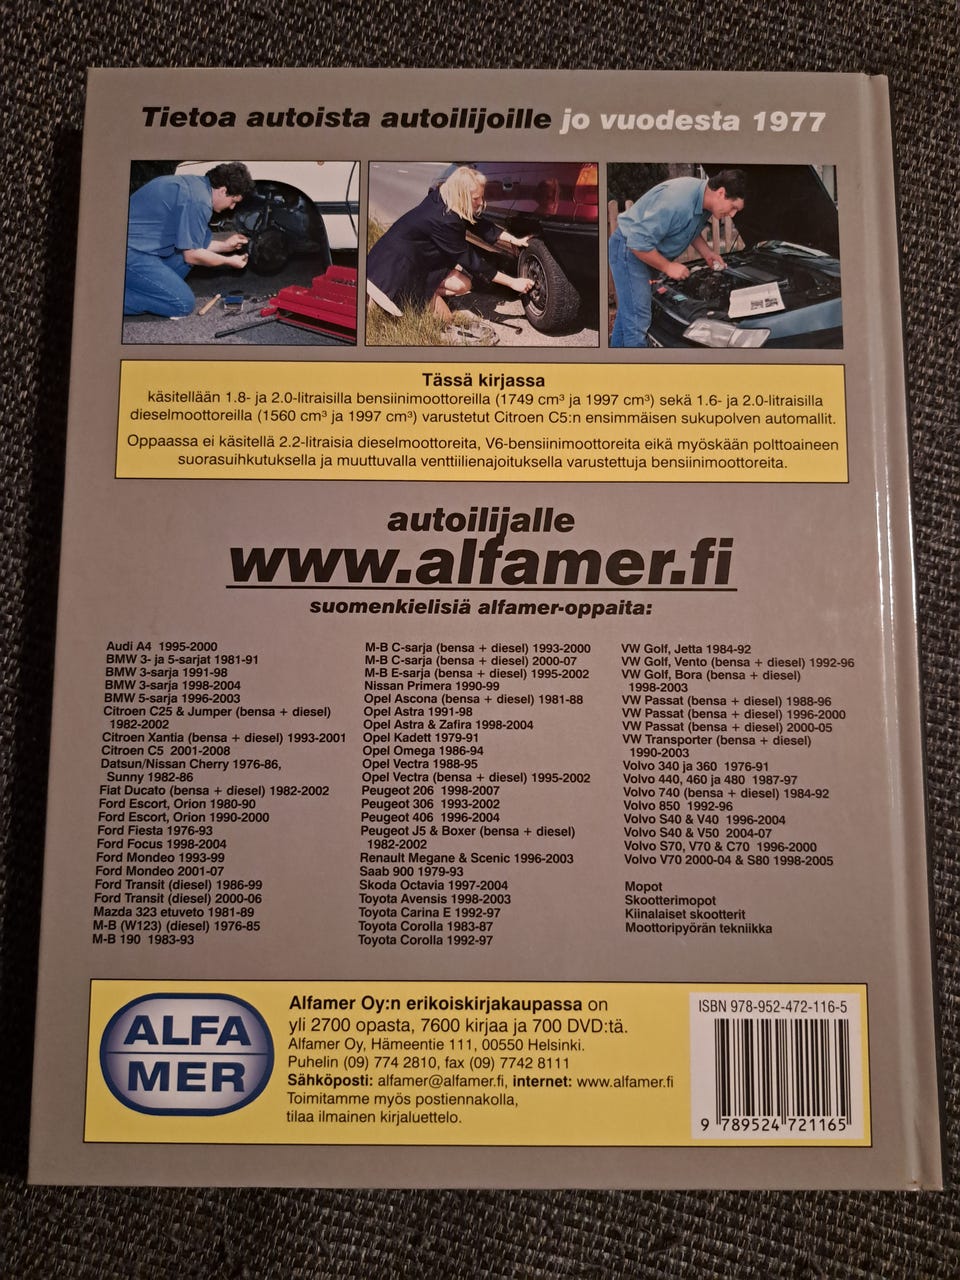 Tietoa autoista autoilijoille jo vuodesta 1977
Tässä kirjassa
käsitellään 1.8- ja 2.0-litraisilla bensiinimoottoreilla (1749 cm³ ja 1997 cm³) sekä 1.6- ja 2.0-litraisilla
dieselmoottoreilla (1560 cm³ ja 1997 cm³) varustetut Citroen C5:n ensimmäisen sukupolven automallit.
Oppaassa ei käsitellä 2.2-litraisia dieselmoottoreita, V6-bensiinimoottoreita eikä myöskään polttoaineen
suorasuihkutuksella ja muuttuvalla venttiilienajoituksella varustettuja bensiinimoottoreita.
autoilijalle
www.alfamer.fi
suomenkielisiä alfamer-oppaita:
Audi A4 1995-2000
BMW 3- ja 5-sarjat 1981-91
BMW 3-sarja 1991-98
BMW 3-sarja 1998-2004
BMW 5-sarja 1996-2003
Citroen C25 & Jumper (bensa + diesel)
1982-2002
Citroen Xantia (bensa + diesel) 1993-2001
Citroen C5 2001-2008
Datsun/Nissan Cherry 1976-86,
Sunny 1982-86
Fiat Ducato (bensa + diesel) 1982-2002
Ford Escort, Orion 1980-90
Ford Escort, Orion 1990-2000
Ford Fiesta 1976-93
Ford Focus 1998-2004
Ford Mondeo 1993-99
Ford Mondeo 2001-07
Ford Transit (diesel) 1986-99
Ford Transit (diesel) 2000-06
Mazda 323 etuveto 1981-89
M-B (W123) (diesel) 1976-85
M-B 190 1983-93
M-B C-sarja (bensa + diesel) 1993-2000
M-B C-sarja (bensa + diesel) 2000-07
M-B E-sarja (bensa + diesel) 1995-2002
Nissan Primera 1990-99
Opel Ascona (bensa + diesel) 1981-88
Opel Astra 1991-98
Opel Astra & Zafira 1998-2004
Opel Kadett 1979-91
Opel Omega 1986-94
Opel Vectra 1988-95
Opel Vectra (bensa + diesel) 1995-2002
Peugeot 206 1998-2007
Peugeot 306 1993-2002
Peugeot 406 1996-2004
Peugeot J5 & Boxer (bensa + diesel)
1982-2002
Renault Megane & Scenic 1996-2003
Saab 900 1979-93
Skoda Octavia 1997-2004
Toyota Avensis 1998-2003
Toyota Carina E 1992-97
Toyota Corolla 1983-87
Toyota Corolla 1992-97
VW Golf, Jetta 1984-92
VW Golf, Vento (bensa + diesel) 1992-96
VW Golf, Bora (bensa + diesel)
1998-2003
VW Passat (bensa + diesel) 1988-96
VW Passat (bensa + diesel) 1996-2000
VW Passat (bensa + diesel) 2000-05
VW Transporter (bensa + diesel)
1990-2003
Volvo 340 ja 360 1976-91
Volvo 440, 460 ja 480 1987-97
Volvo 740 (bensa + diesel) 1984-92
Volvo 850 1992-96
Volvo S40 & V40 1996-2004
Volvo S40 & V50 2004-07
Volvo S70, V70 & C70 1996-2000
Volvo V70 2000-04 & S80 1998-2005
Mopot
Skootterimopot
Kiinalaiset skootterit
Moottoripyörän tekniikka
ALFA
MER
Alfamer Oy:n erikoiskirjakaupassa on
yli 2700 opasta, 7600 kirjaa ja 700 DVD:tä.
Alfamer Oy, Hämeentie 111, 00550 Helsinki.
Puhelin (09) 774 2810, fax (09) 7742 8111
Sähköposti: alfamer@alfamer.fi, internet: www.alfamer.fi
Toimitamme myös postiennakolla,
tilaa ilmainen kirjaluettelo.
ISBN 978-952-472-116-5
9 789524 721165